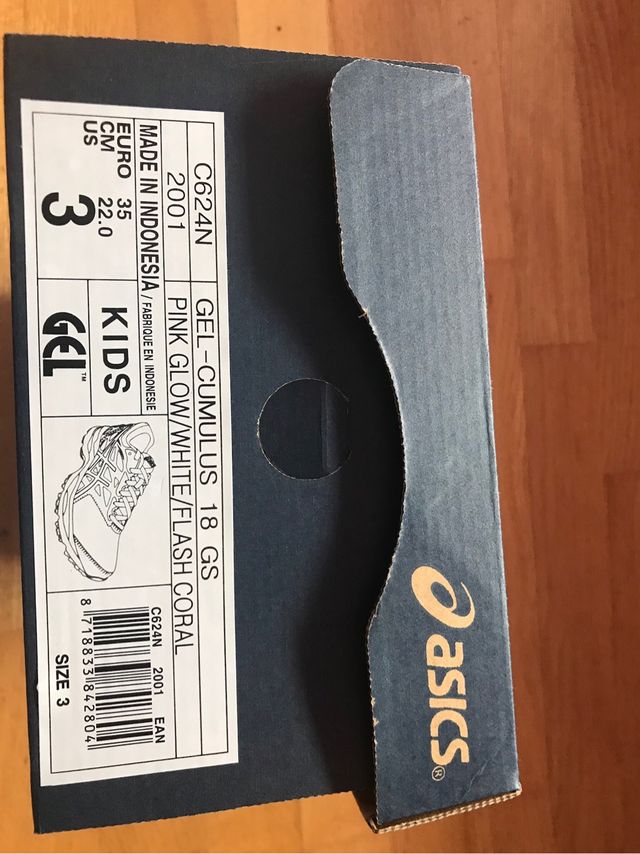 asics®
C624N GEL-CUMULUS 18 GS
2001 PINK GLOW/WHITE/FLASH CORAL
MADE IN INDONESIA / FABRIQUE EN INDONESIE
EURO 35
CM 22.0
US 3
KIDS
GEL™
C624N 2001 EAN
8 718833 842804
SIZE 3